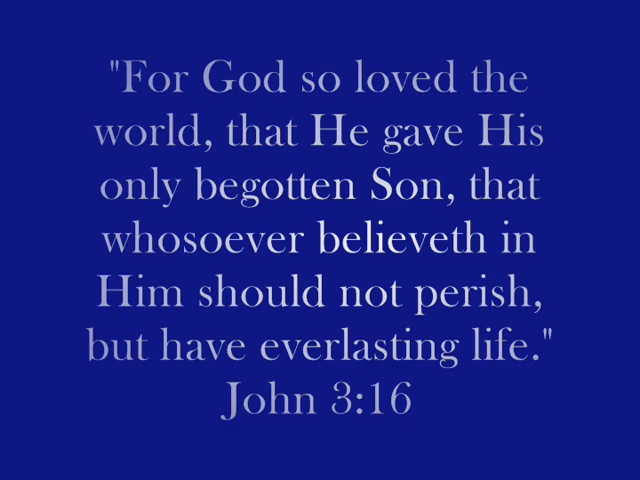 "For God so loved the
world, that He gave His
only begotten Son, that
whosoever believeth in
Him should not perish,
but have everlasting life."
John 3:16